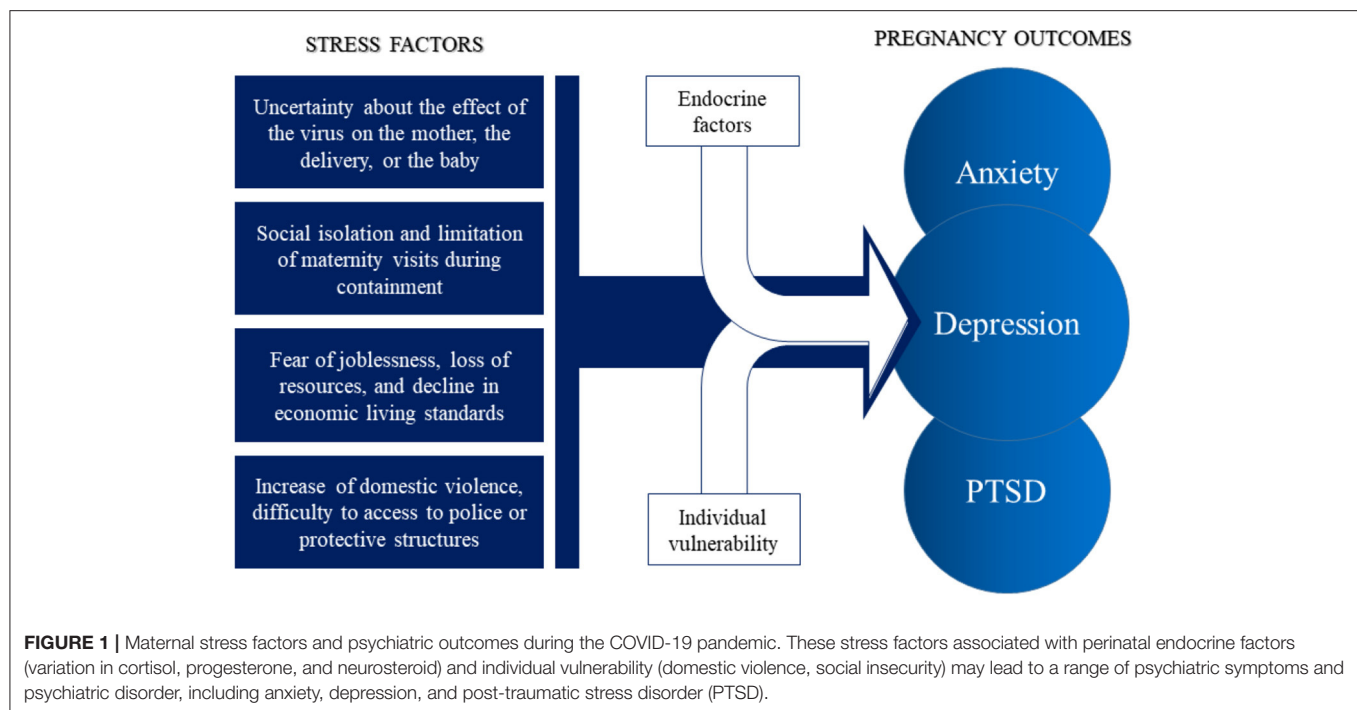 STRESS FACTORS
Uncertainty about the effect of
the virus on the mother, the
delivery, or the baby
Social isolation and limitation
of maternity visits during
containment
Fear of joblessness, loss of
resources, and decline in
economic living standards
Increase of domestic violence,
difficulty to access to police or
protective structures
Endocrine
factors
Individual
vulnerability
PREGNANCY OUTCOMES
Anxiety
Depression
PTSD
FIGURE 1 | Maternal stress factors and psychiatric outcomes during the COVID-19 pandemic. These stress factors associated with perinatal endocrine factors
(variation in cortisol, progesterone, and neurosteroid) and individual vulnerability (domestic violence, social insecurity) may lead to a range of psychiatric symptoms and
psychiatric disorder, including anxiety, depression, and post-traumatic stress disorder (PTSD).